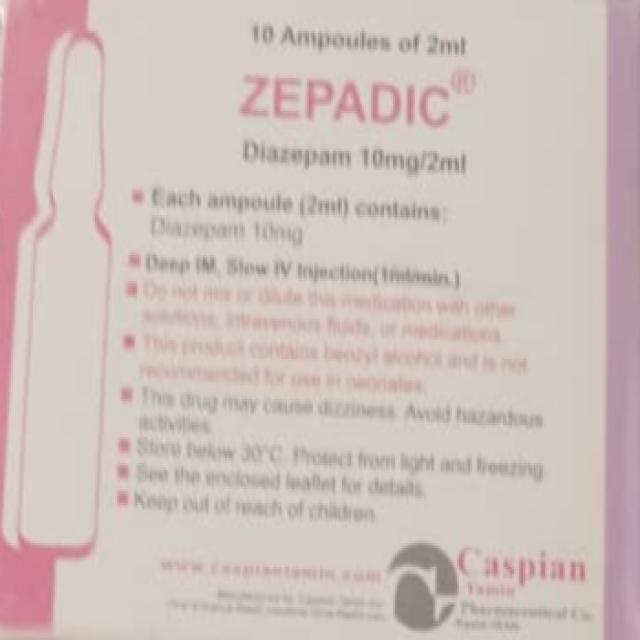 10 Ampoules of 2ml
ZEPADIC®
Diazepam 10mg/2ml
Each ampoule (2ml) contains:
Diazepam 10mg
Deep IM, Slow IV Injection(1ml/min.)
Do not mix or dilute this medication with other
solutions, intravenous fluids, or medications.
This product contains benzyl alcohol and is not
recommended for use in neonates.
This drug may cause dizziness. Avoid hazardous
activities.
Store below 30°C. Protect from light and freezing.
See the enclosed leaflet for details.
Keep out of reach of children.
www.caspiantamin.com
Caspian
Tamin
Pharmaceutical Co.